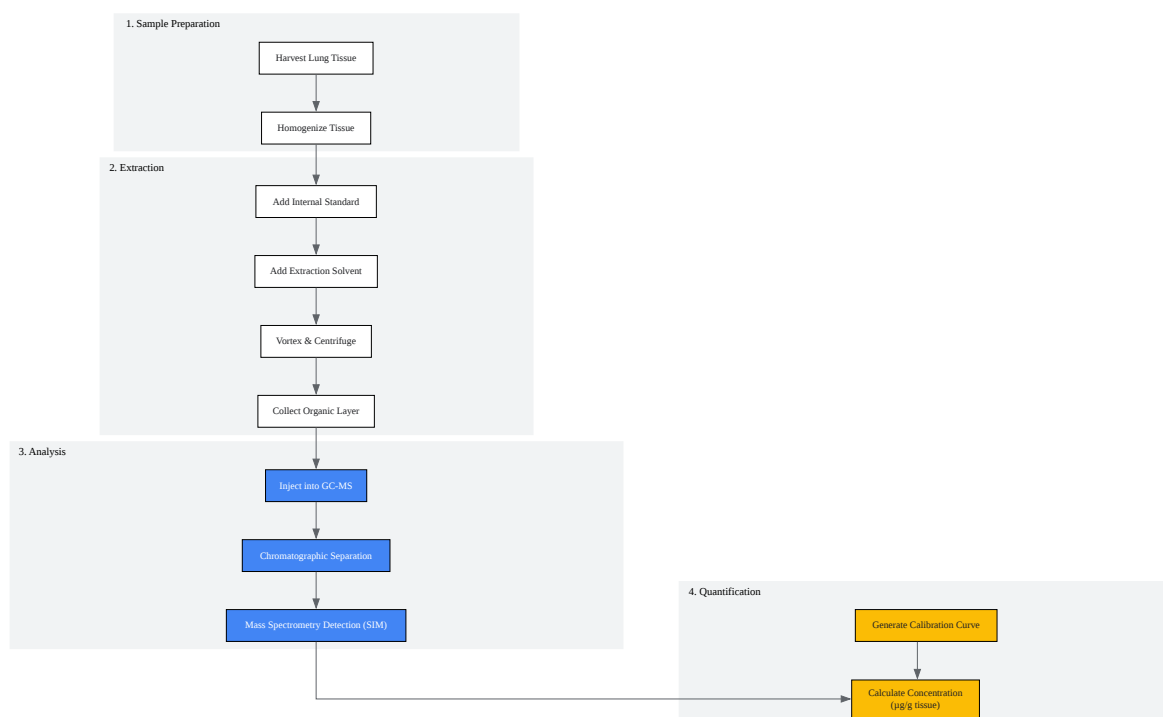 1. Sample Preparation
Harvest Lung Tissue
Homogenize Tissue
2. Extraction
Add Internal Standard
Add Extraction Solvent
Vortex & Centrifuge
Collect Organic Layer
3. Analysis
Inject into GC-MS
Chromatographic Separation
Mass Spectrometry Detection (SIM)
4. Quantification
Generate Calibration Curve
Calculate Concentration
(µg/g tissue)